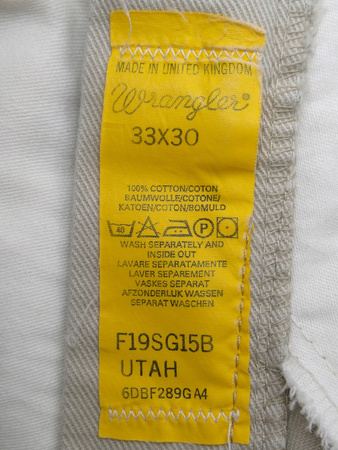 MADE IN UNITED KINGDOM
Wrangler®
33X30
100% COTTON/COTON
BAUMWOLLE/COTONE/
KATOEN/COTON/BOMULD
40 P
WASH SEPARATELY AND
INSIDE OUT
LAVARE SEPARATAMENTE
LAVER SEPAREMENT
VASKES SEPARAT
AFZONDERLIJK WASSEN
SEPARAT WASCHEN
F19SG15B
UTAH
6DBF289GA4